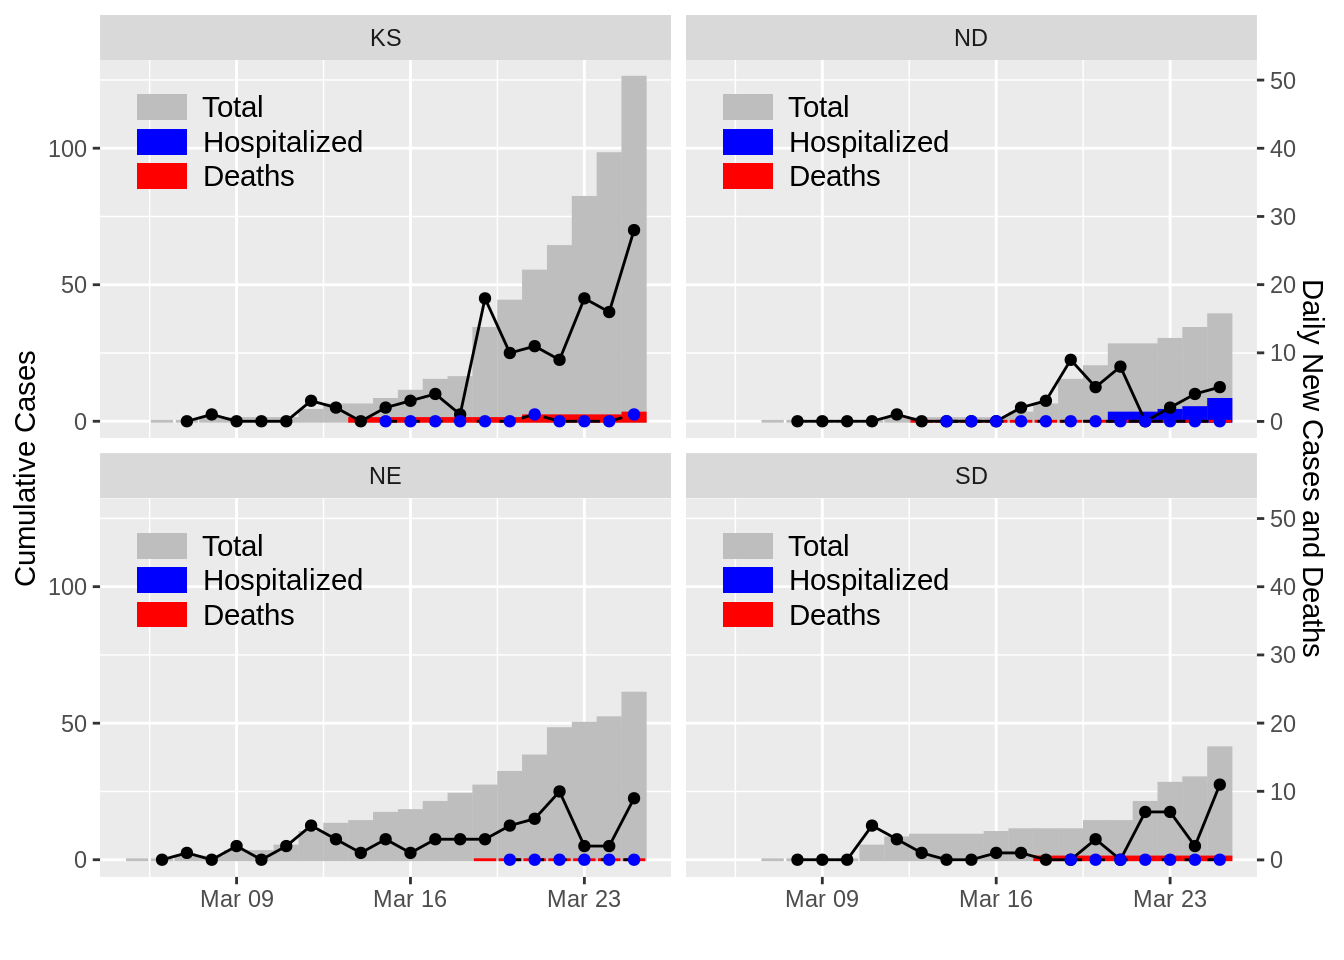 KS
ND
Total
Hospitalized
Deaths
Total
Hospitalized
Deaths
100
50
0
50
40
30
20
10
0
NE
SD
Total
Hospitalized
Deaths
Total
Hospitalized
Deaths
100
50
0
50
40
30
20
10
0
Mar 09
Mar 16
Mar 23
Mar 09
Mar 16
Mar 23
Cumulative Cases
Daily New Cases and Deaths